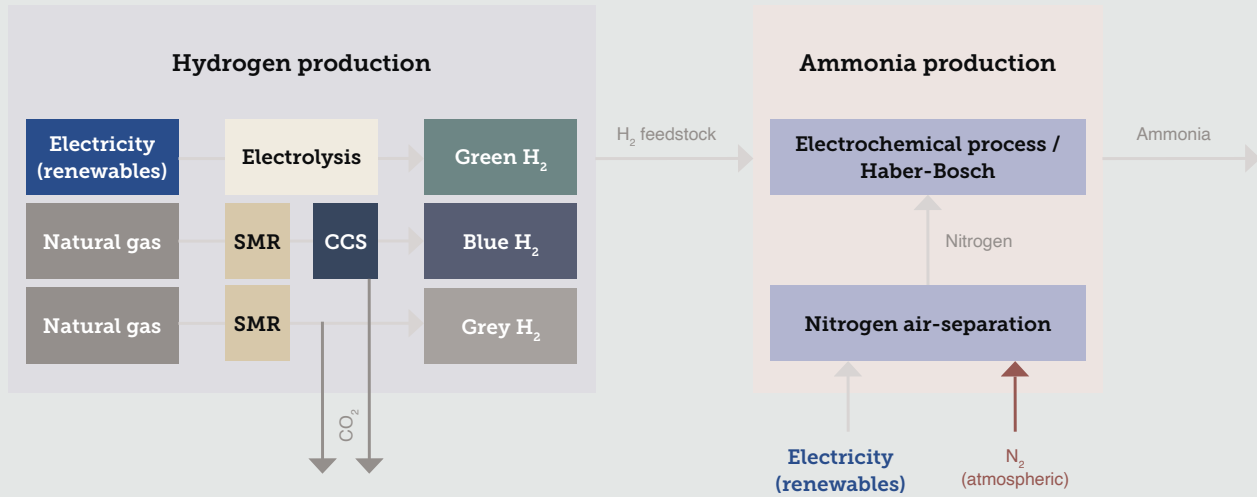 Hydrogen production
Electricity
(renewables)
Electrolysis
Green H₂
Natural gas
SMR
CCS
Blue H₂
Natural gas
SMR
Grey H₂
CO₂
H₂ feedstock
Ammonia production
Electrochemical process /
Haber-Bosch
Nitrogen
Nitrogen air-separation
Electricity
(renewables)
N₂
(atmospheric)
Ammonia